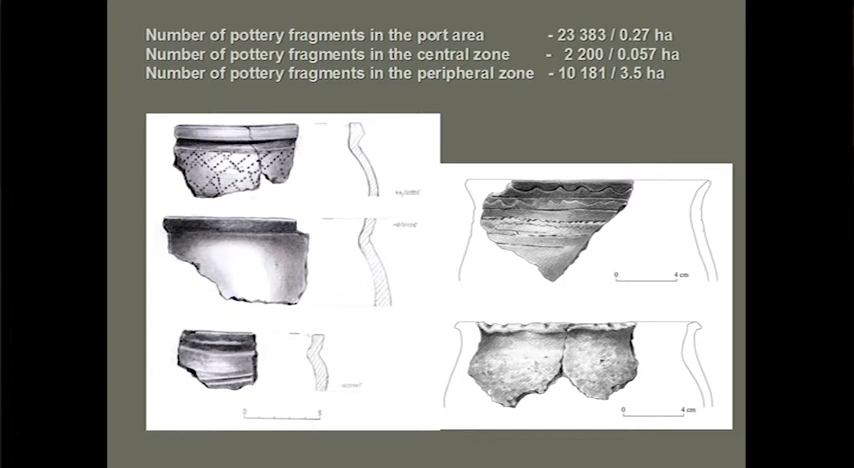 Number of pottery fragments in the port area - 23 383 / 0.27 ha
Number of pottery fragments in the central zone - 2 200 / 0.057 ha
Number of pottery fragments in the peripheral zone - 10 181 / 3.5 ha
0 4 cm
0 4 cm